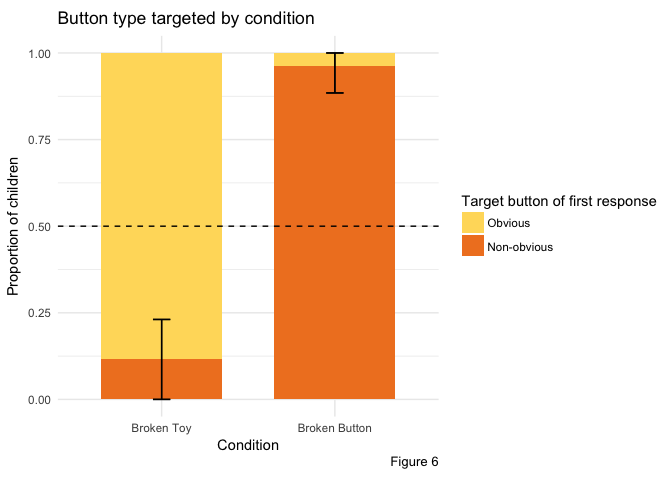 Button type targeted by condition
1.00
0.75
0.50
0.25
0.00
Proportion of children
Broken Toy
Broken Button
Condition
Target button of first response
Obvious
Non-obvious
Figure 6